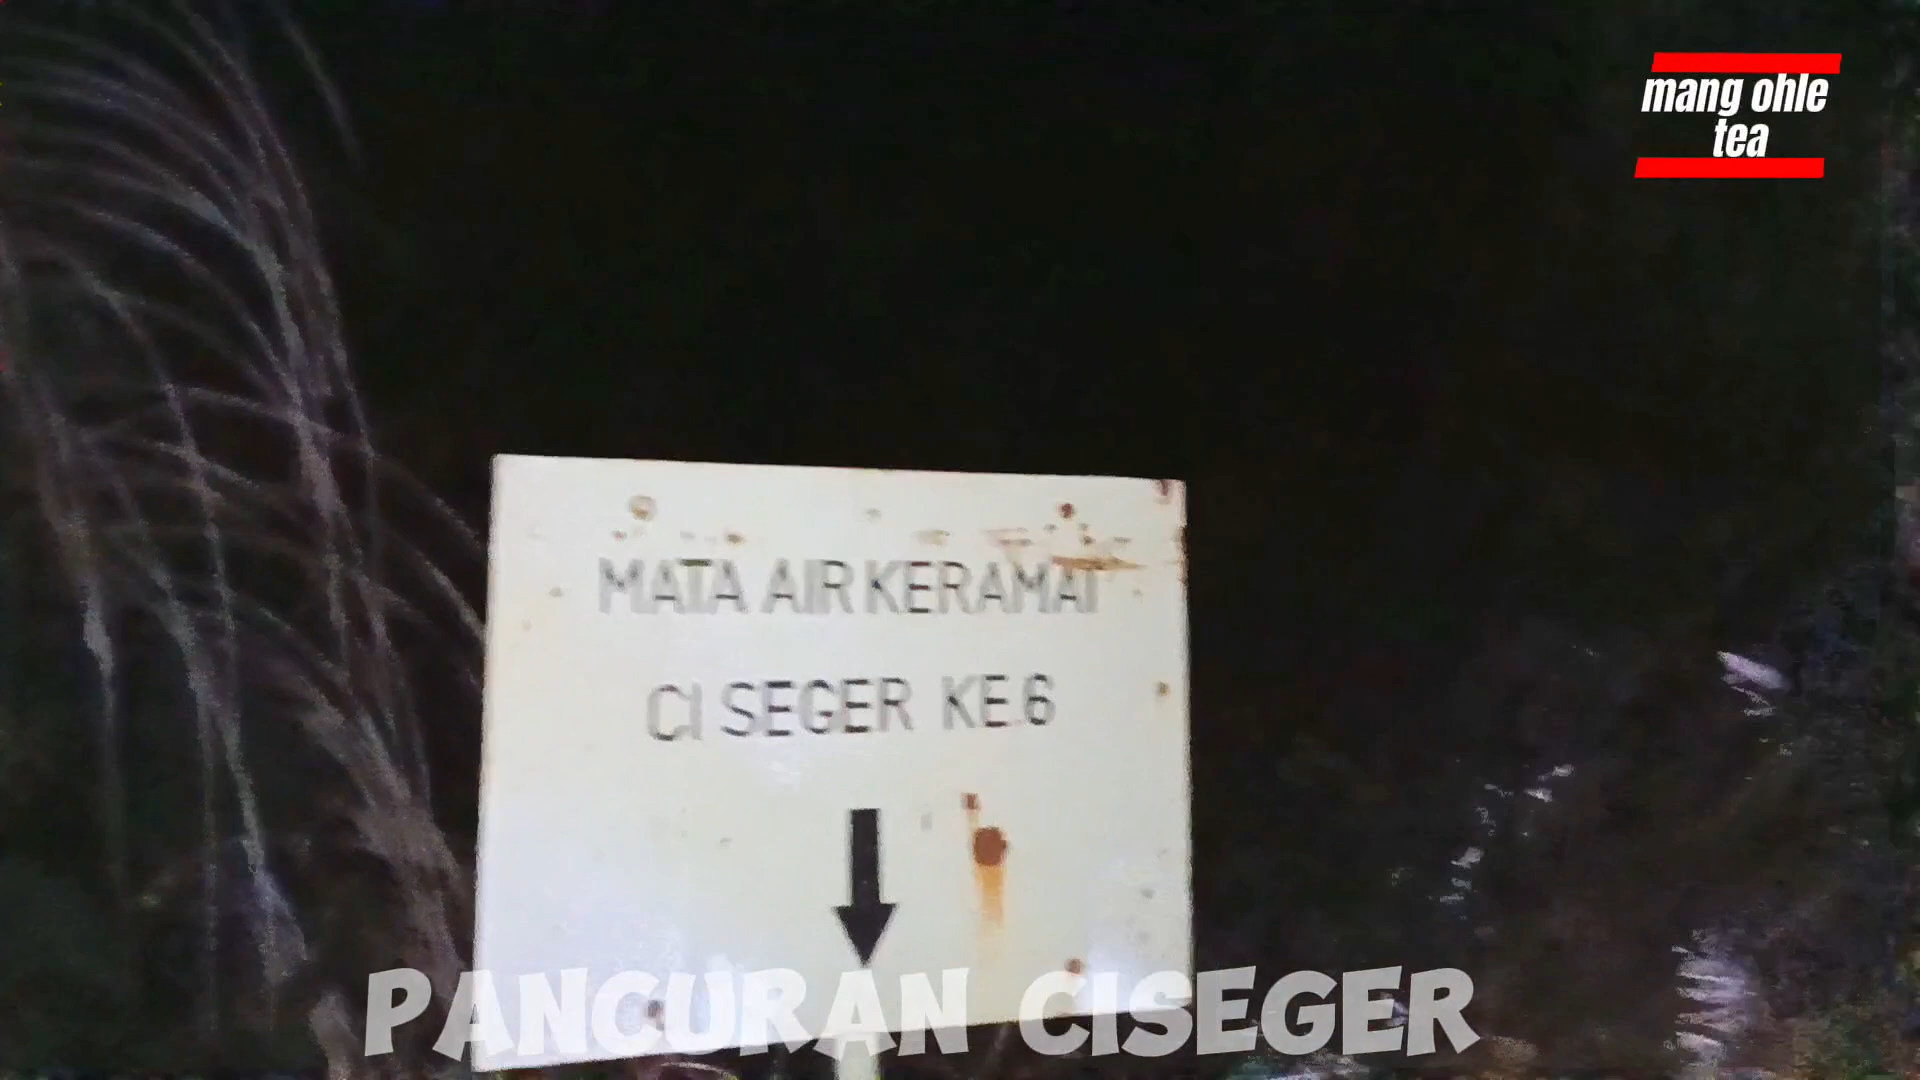 mang ohle
tea
MATA AIR KERAMAT
CI SEGER KE.6
PANCURAN CISEGER